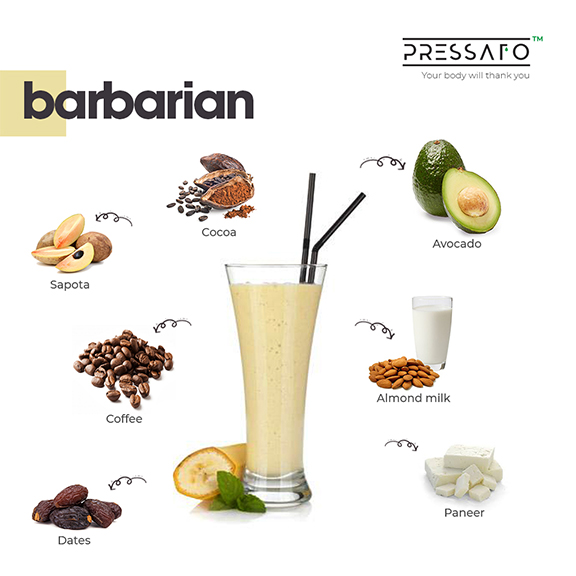 PRESSATO™
Your body will thank you
barbarian
Cocoa
Avocado
Sapota
Almond milk
Coffee
Paneer
Dates